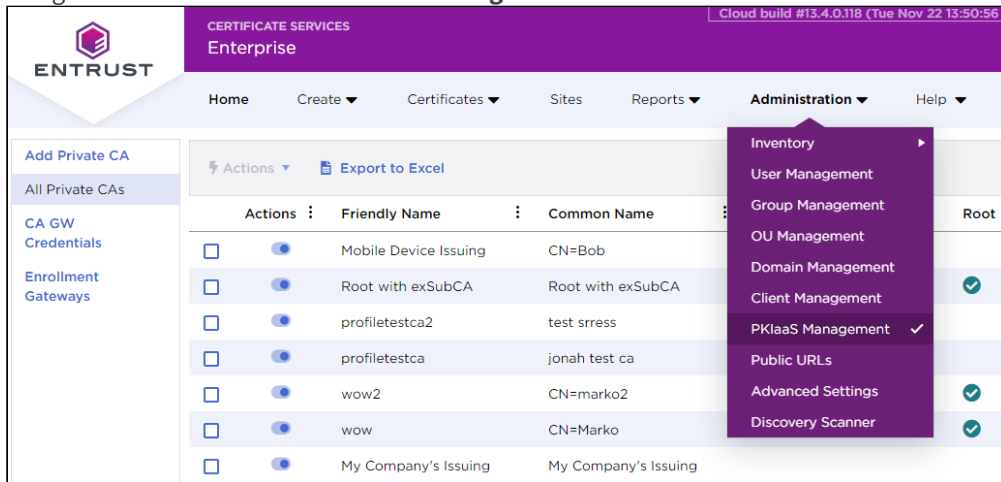 CERTIFICATE SERVICES
Enterprise
Cloud build #13.4.0.118 (Tue Nov 22 13:50:56
ENTRUST
Home Create Certificates Sites Reports Administration Help
Add Private CA
All Private CAs
CA GW
Credentials
Enrollment
Gateways
Actions Export to Excel
Actions Friendly Name Common Name Root
Mobile Device Issuing CN=Bob
Root with exSubCA Root with exSubCA
profiletestca2 test srress
profiletestca jonah test ca
wow2 CN=marko2
wow CN=Marko
My Company's Issuing My Company's Issuing
Inventory
User Management
Group Management
OU Management
Domain Management
Client Management
PKIaaS Management
Public URLs
Advanced Settings
Discovery Scanner